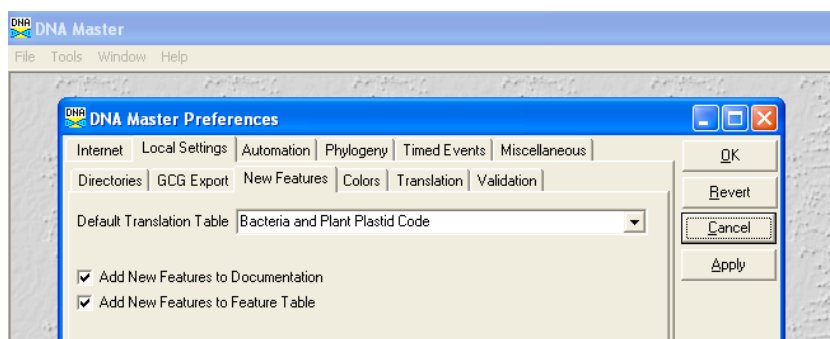 DNA DNA Master
File Tools Window Help
DNA DNA Master Preferences
Internet Local Settings Automation Phylogeny Timed Events Miscellaneous
OK
Directories GCG Export New Features Colors Translation Validation
Revert
Default Translation Table Bacteria and Plant Plastid Code
Cancel
Add New Features to Documentation
Apply
Add New Features to Feature Table